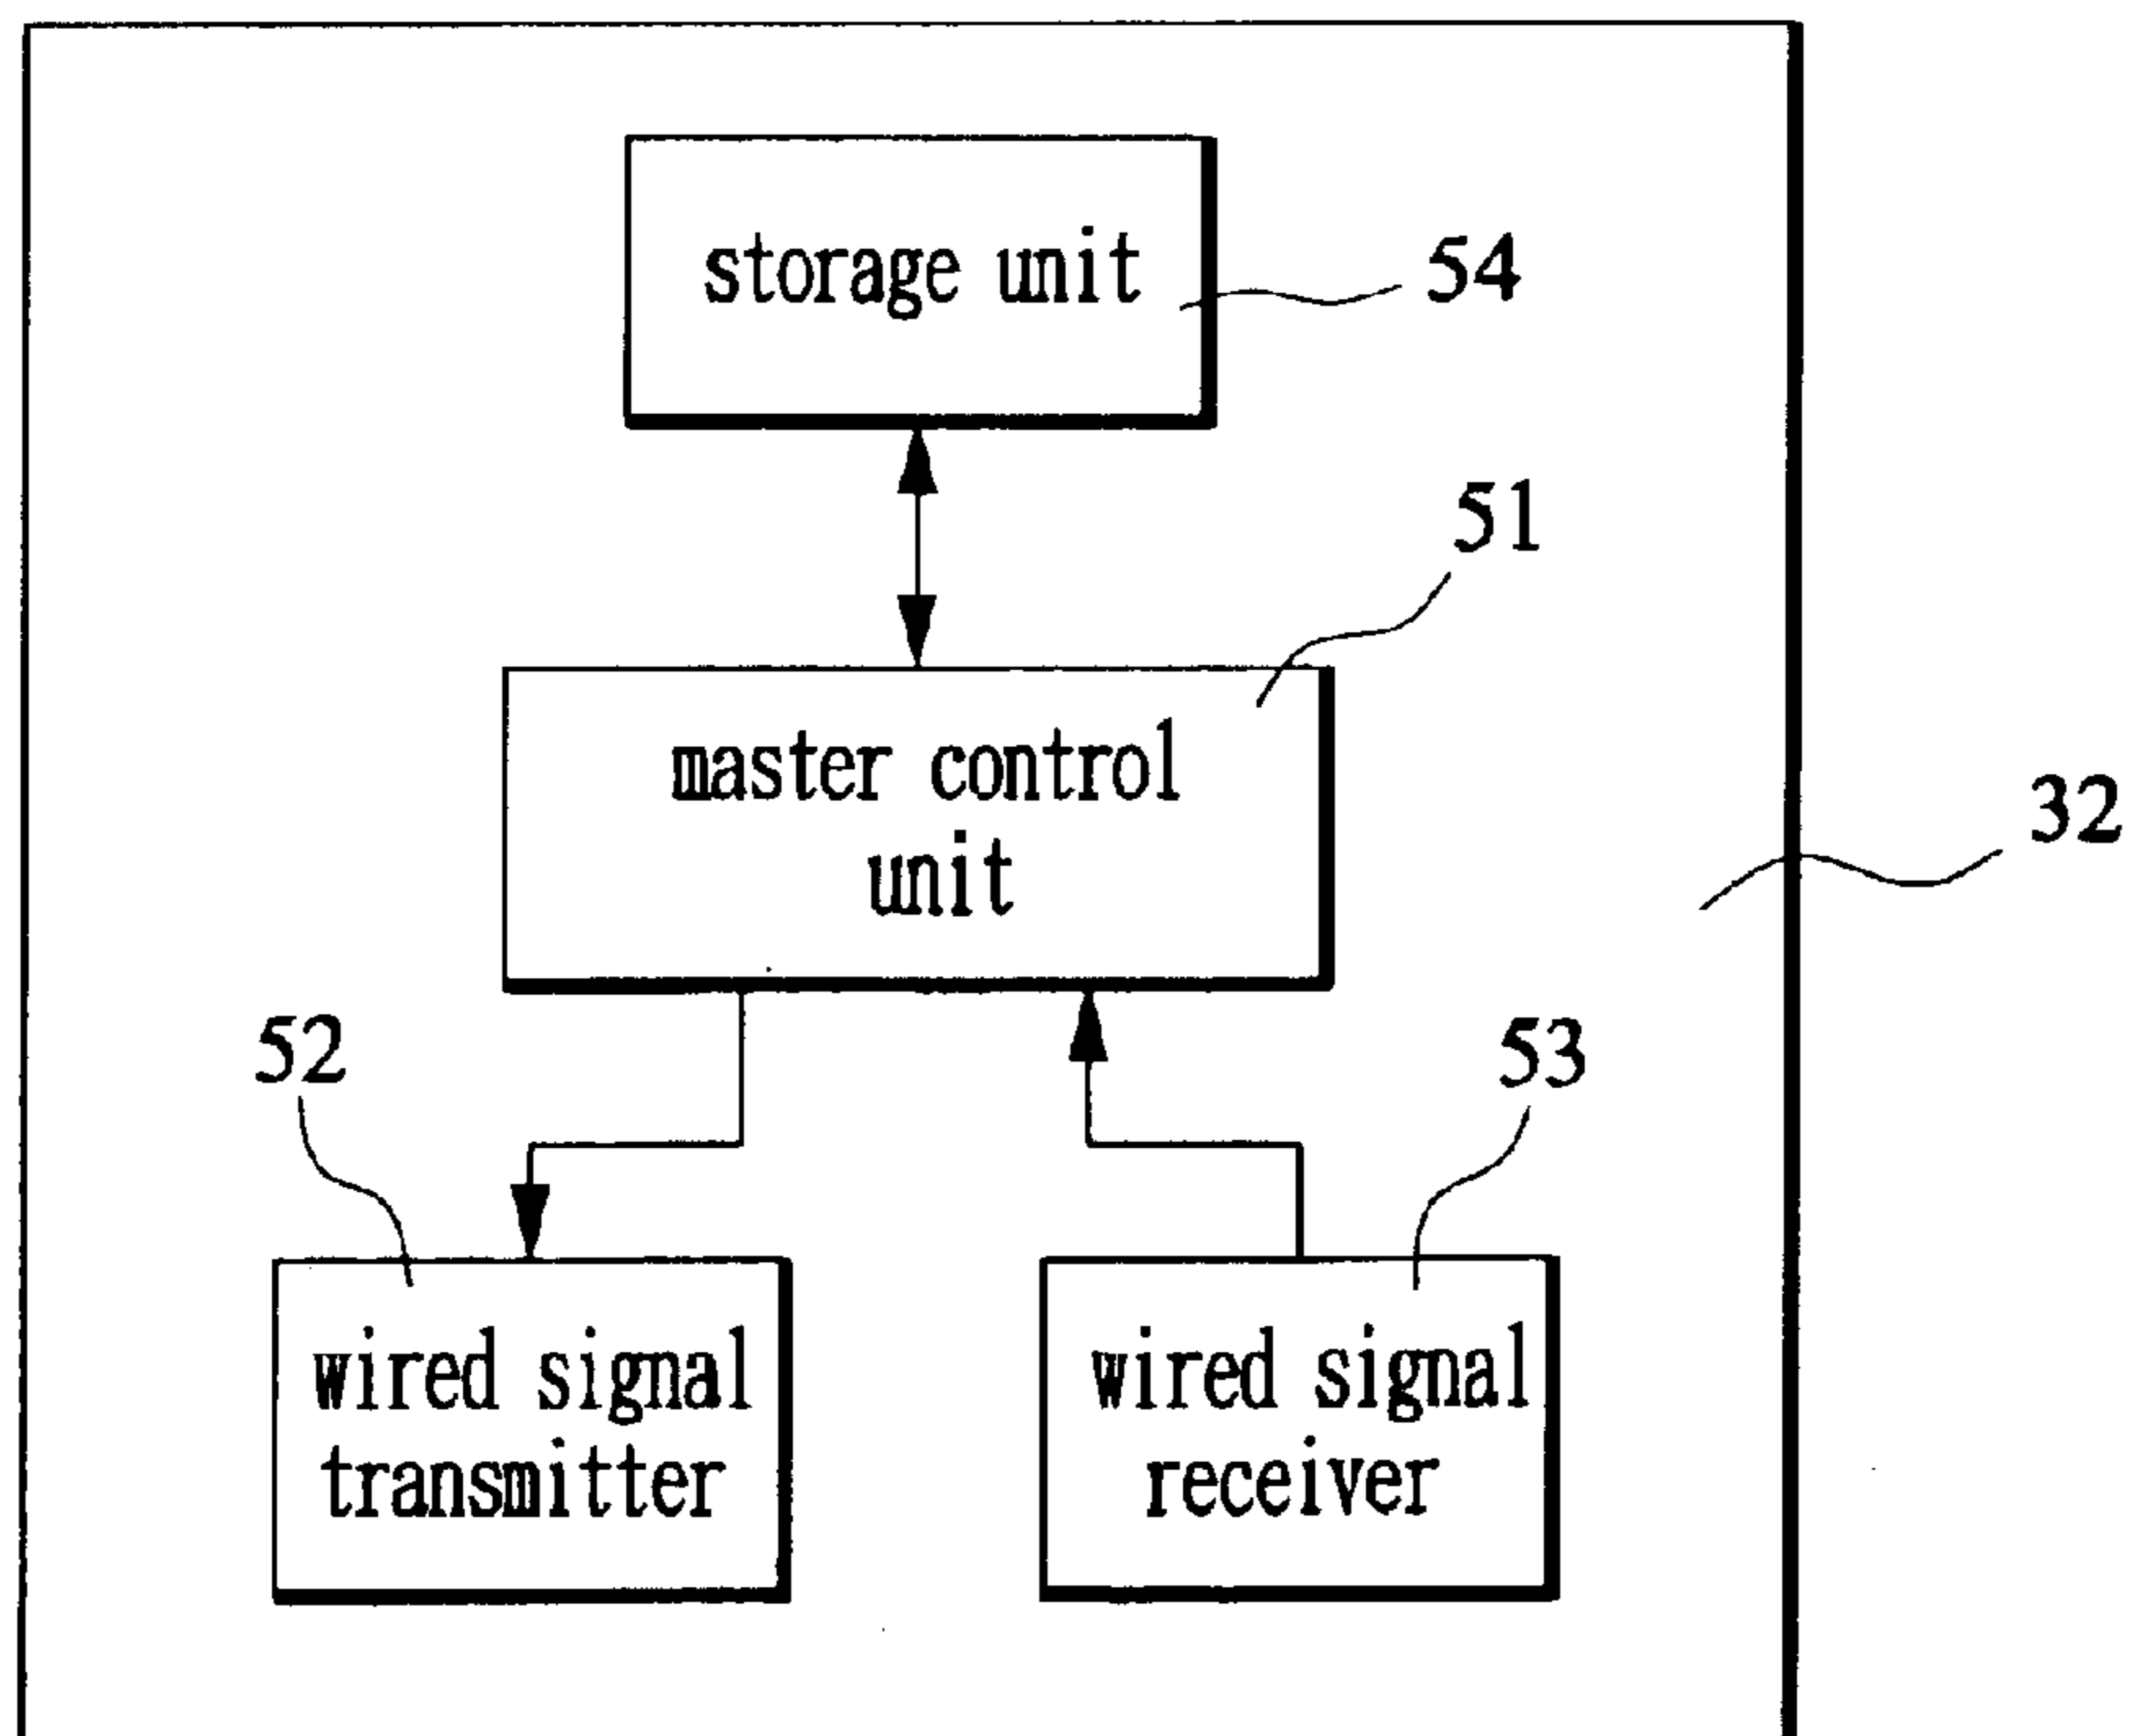 storage unit
54
51
master control
unit
32
52
53
wired signal
transmitter
wired signal
receiver